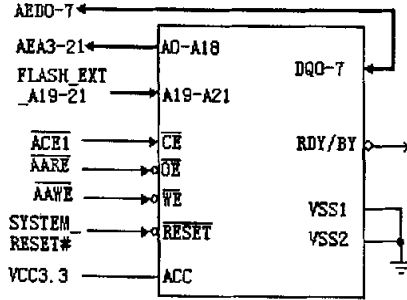 AED0-7
AEA3-21
A0-A18
FLASH_EXT
_A19-21
A19-A21
DQ0-7
ACE1
CE
AARE
OE
RDY/BY
AAWE
WE
SYSTEM_
RESET#
RESET
VSS1
VSS2
VCC3.3
ACC